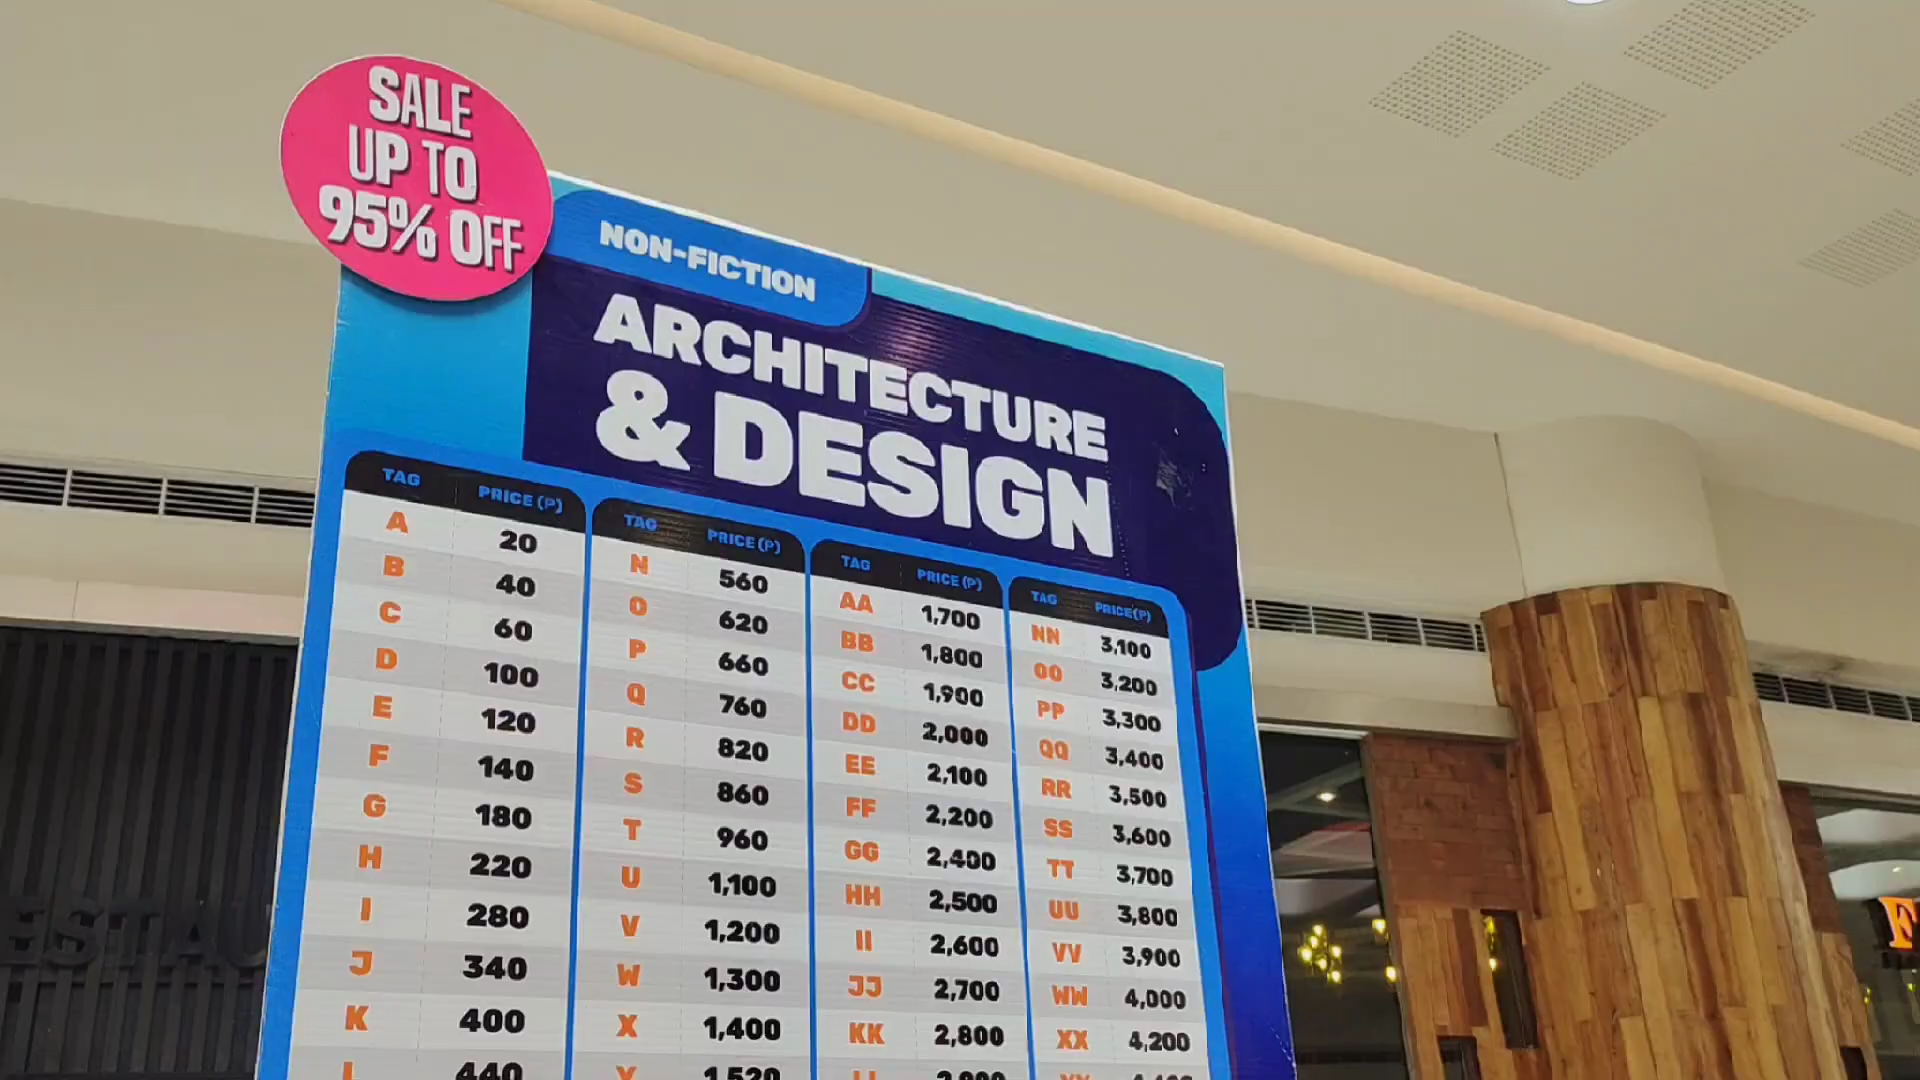 SALE
UP TO
95% OFF
NON-FICTION
ARCHITECTURE
& DESIGN
TAG PRICE (P)
A 20
B 40
C 60
D 100
E 120
F 140
G 180
H 220
I 280
J 340
K 400
L 440
TAG PRICE (P)
N 560
O 620
P 660
Q 760
R 820
S 860
T 960
U 1,100
V 1,200
W 1,300
X 1,400
Y 1,520
TAG PRICE (P)
AA 1,700
BB 1,800
CC 1,900
DD 2,000
EE 2,100
FF 2,200
GG 2,400
HH 2,500
II 2,600
JJ 2,700
KK 2,800
LL
TAG PRICE(P)
NN 3,100
OO 3,200
PP 3,300
QQ 3,400
RR 3,500
SS 3,600
TT 3,700
UU 3,800
VV 3,900
WW 4,000
XX 4,200
ESTAU
F